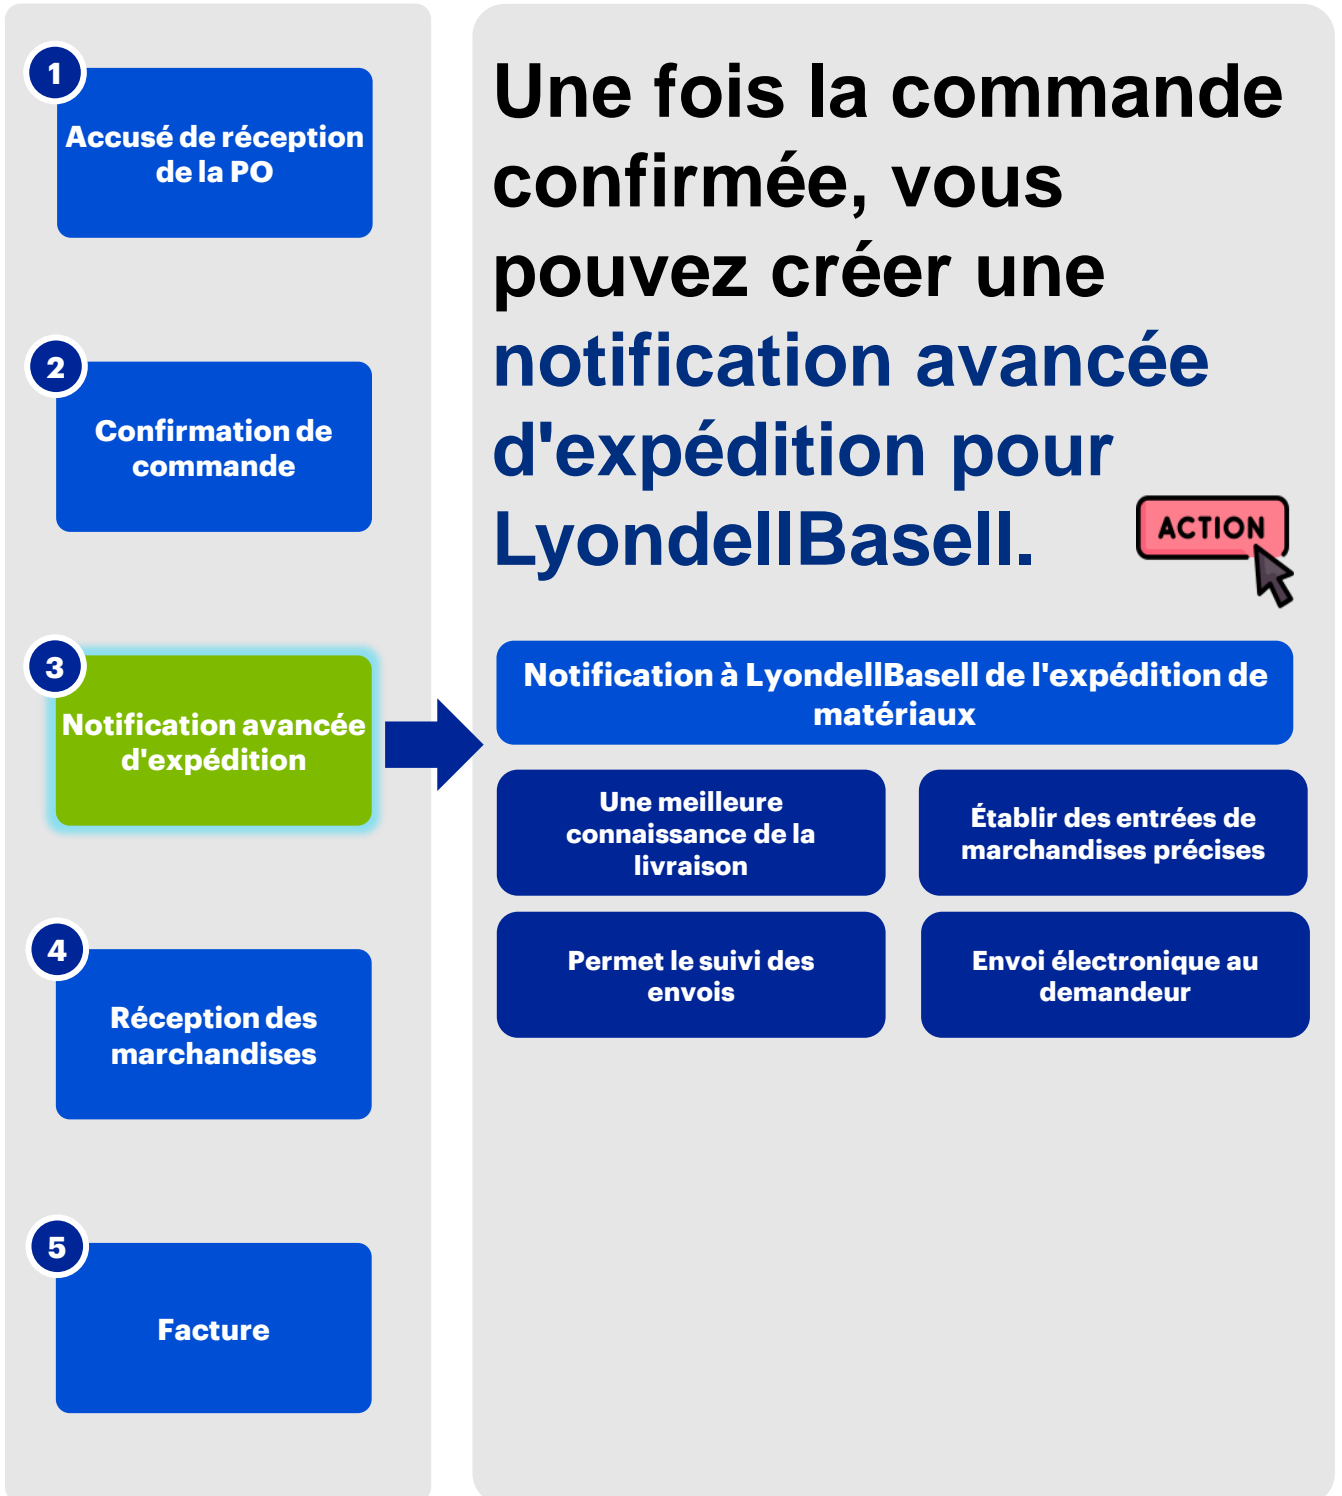 1
Accusé de réception
de la PO
2
Confirmation de
commande
3
Notification avancée
d'expédition
4
Réception des
marchandises
5
Facture
Une fois la commande
confirmée, vous
pouvez créer une
notification avancée
d'expédition pour
LyondellBasell.
ACTION
Notification à LyondellBasell de l'expédition de
matériaux
Une meilleure
connaissance de la
livraison
Établir des entrées de
marchandises précises
Permet le suivi des
envois
Envoi électronique au
demandeur